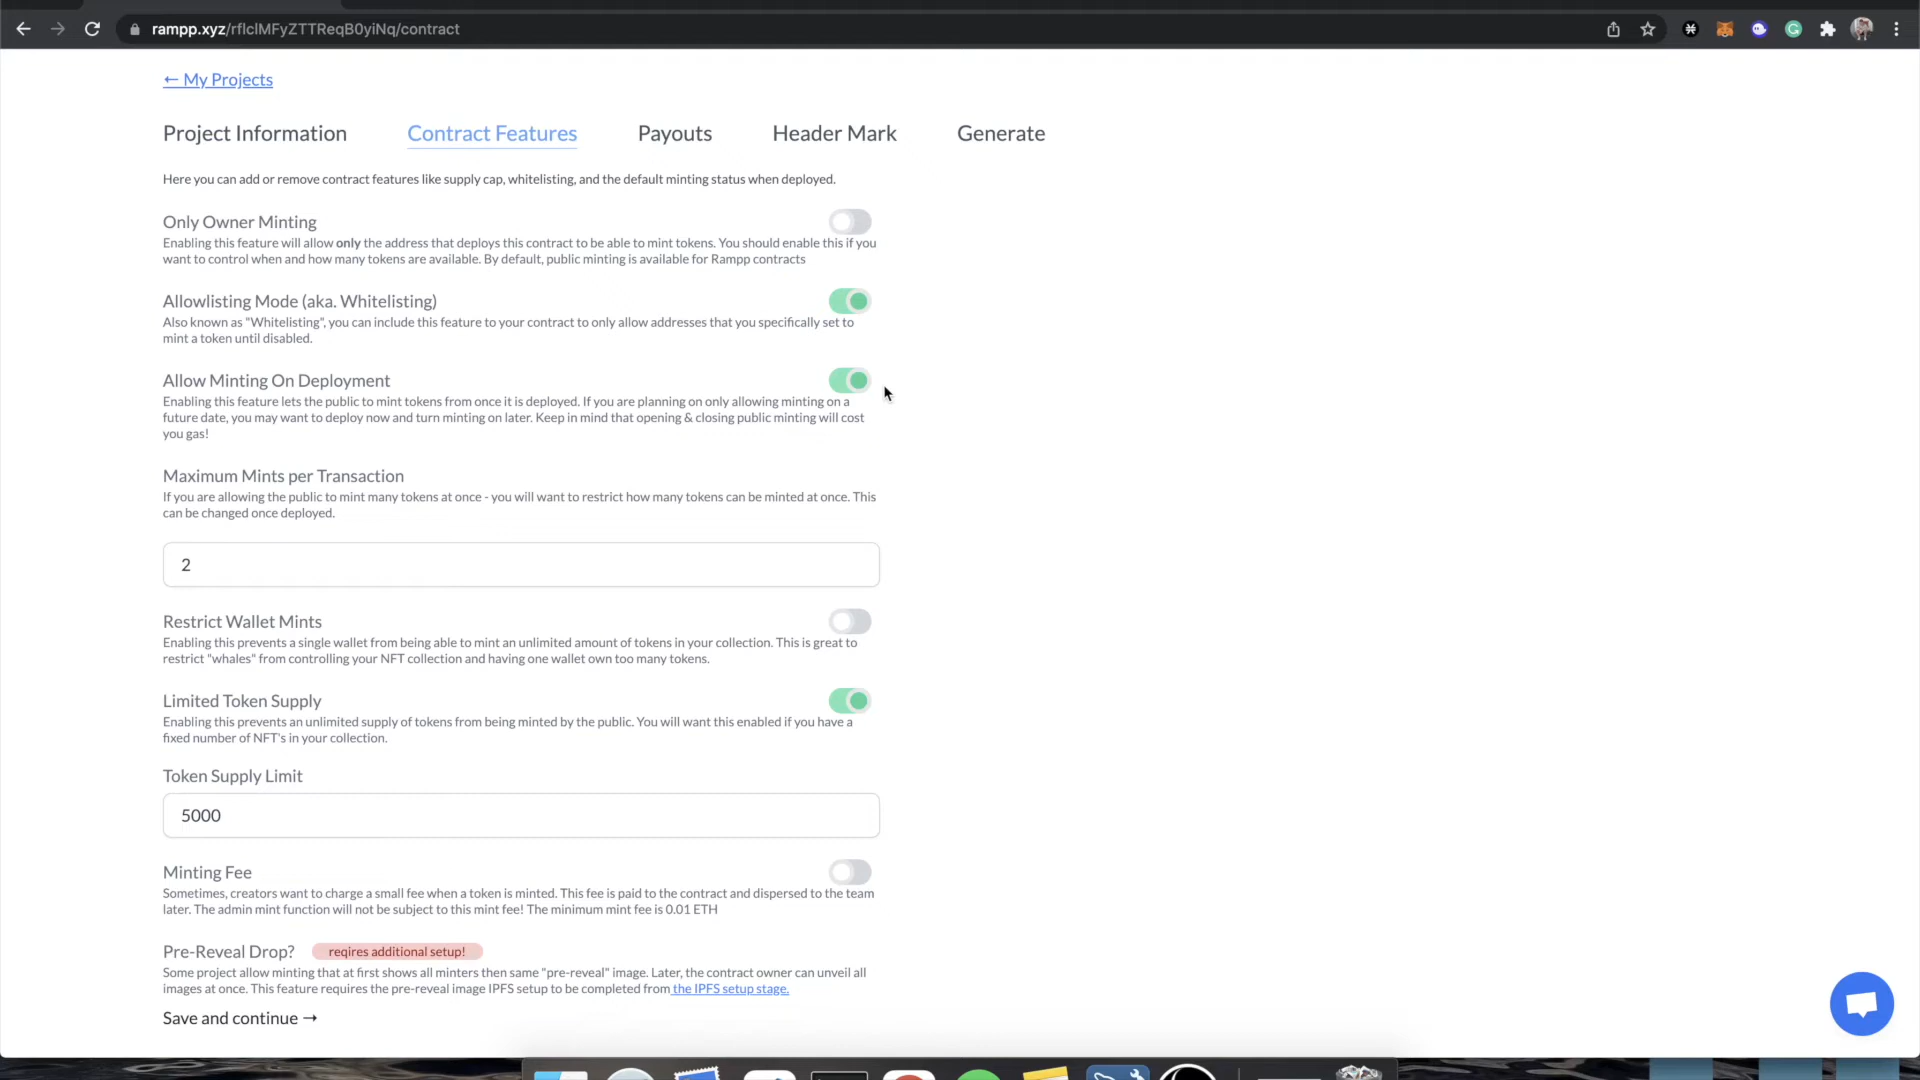 rampp.xyz/rflclMFyZTTReqB0yiNq/contract
← My Projects
Project Information
Contract Features
Payouts
Header Mark
Generate
Here you can add or remove contract features like supply cap, whitelisting, and the default minting status when deployed.
Only Owner Minting
Enabling this feature will allow only the address that deploys this contract to be able to mint tokens. You should enable this if you
want to control when and how many tokens are available. By default, public minting is available for Rampp contracts
Allowlisting Mode (aka. Whitelisting)
Also known as "Whitelisting", you can include this feature to your contract to only allow addresses that you specifically set to
mint a token until disabled.
Allow Minting On Deployment
Enabling this feature lets the public to mint tokens from once it is deployed. If you are planning on only allowing minting on a
future date, you may want to deploy now and turn minting on later. Keep in mind that opening & closing public minting will cost
you gas!
Maximum Mints per Transaction
If you are allowing the public to mint many tokens at once - you will want to restrict how many tokens can be minted at once. This
can be changed once deployed.
2
Restrict Wallet Mints
Enabling this prevents a single wallet from being able to mint an unlimited amount of tokens in your collection. This is great to
restrict "whales" from controlling your NFT collection and having one wallet own too many tokens.
Limited Token Supply
Enabling this prevents an unlimited supply of tokens from being minted by the public. You will want this enabled if you have a
fixed number of NFT's in your collection.
Token Supply Limit
5000
Minting Fee
Sometimes, creators want to charge a small fee when a token is minted. This fee is paid to the contract and dispersed to the team
later. The admin mint function will not be subject to this mint fee! The minimum mint fee is 0.01 ETH
Pre-Reveal Drop? reqires additional setup!
Some project allow minting that at first shows all minters then same "pre-reveal" image. Later, the contract owner can unveil all
images at once. This feature requires the pre-reveal image IPFS setup to be completed from the IPFS setup stage.
Save and continue →